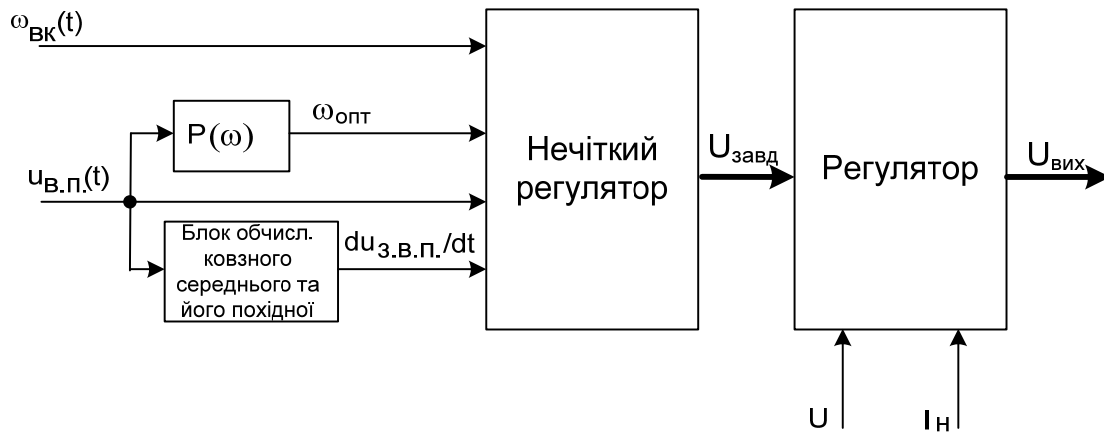 ωВК(t)
P(ω)
ωопт
uВ.П.(t)
Блок обчисл.
ковзного
середнього та
його похідної
duЗ.В.П./dt
Нечіткий
регулятор
Uзавд
Регулятор
Uвих
U
IН